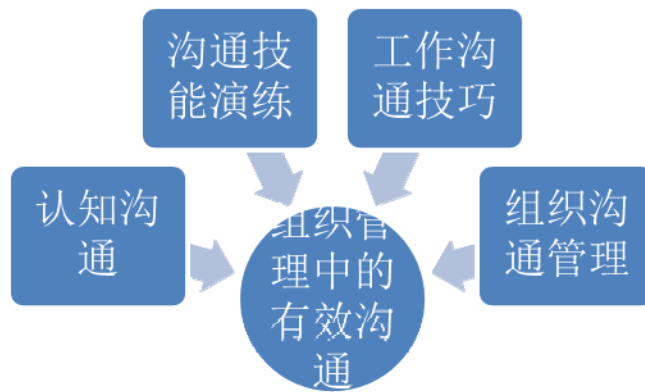 沟通技
能演练
工作沟
通技巧
认知沟
通
组织沟
通管理
组织管
理中的
有效沟
通